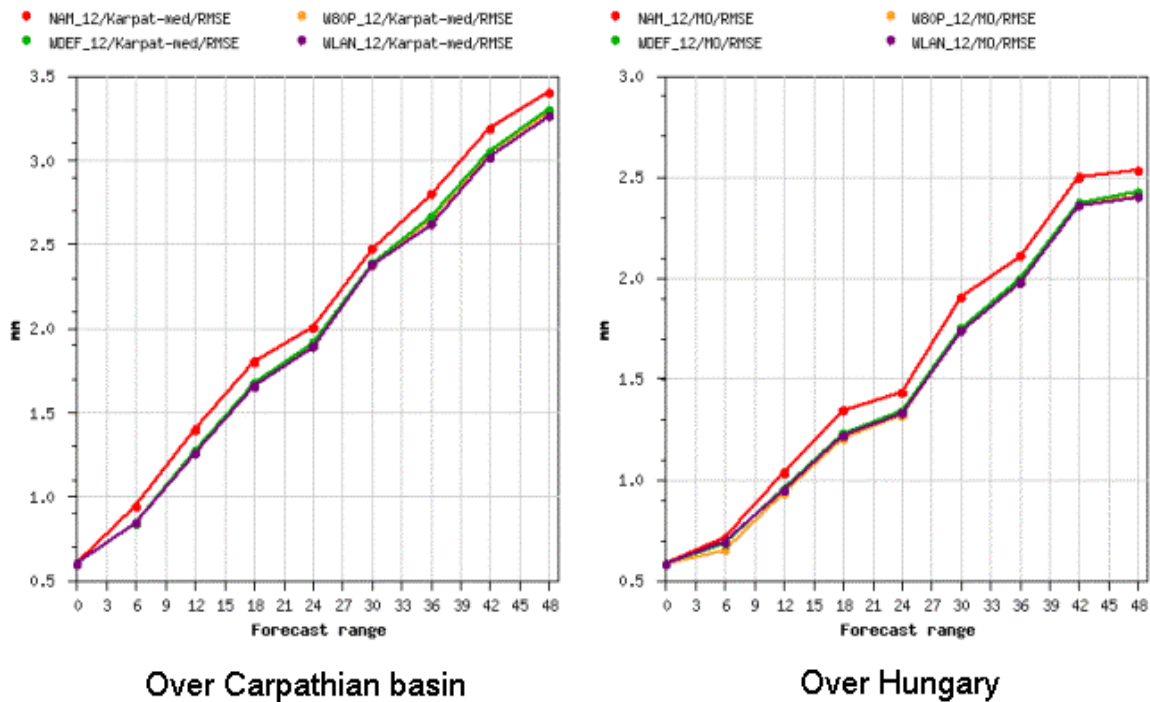 NAM_12/Karpat-med/RMSE W80P_12/Karpat-med/RMSE
WDEF_12/Karpat-med/RMSE WLAN_12/Karpat-med/RMSE
3.5
3.0
2.5
2.0
1.5
1.0
0.5
MM
0 3 6 9 12 15 18 21 24 27 30 33 36 39 42 45 48
Forecast range
Over Carpathian basin
NAM_12/MO/RMSE W80P_12/MO/RMSE
WDEF_12/MO/RMSE WLAN_12/MO/RMSE
3.0
2.5
2.0
1.5
1.0
0.5
MM
0 3 6 9 12 15 18 21 24 27 30 33 36 39 42 45 48
Forecast range
Over Hungary